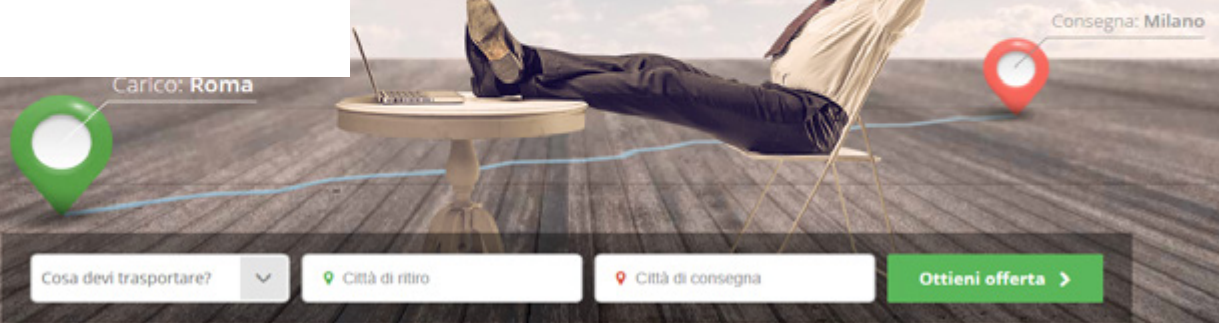 Consegna: Milano
Carico: Roma
Cosa devi trasportare?
Città di ritiro
Città di consegna
Ottieni offerta